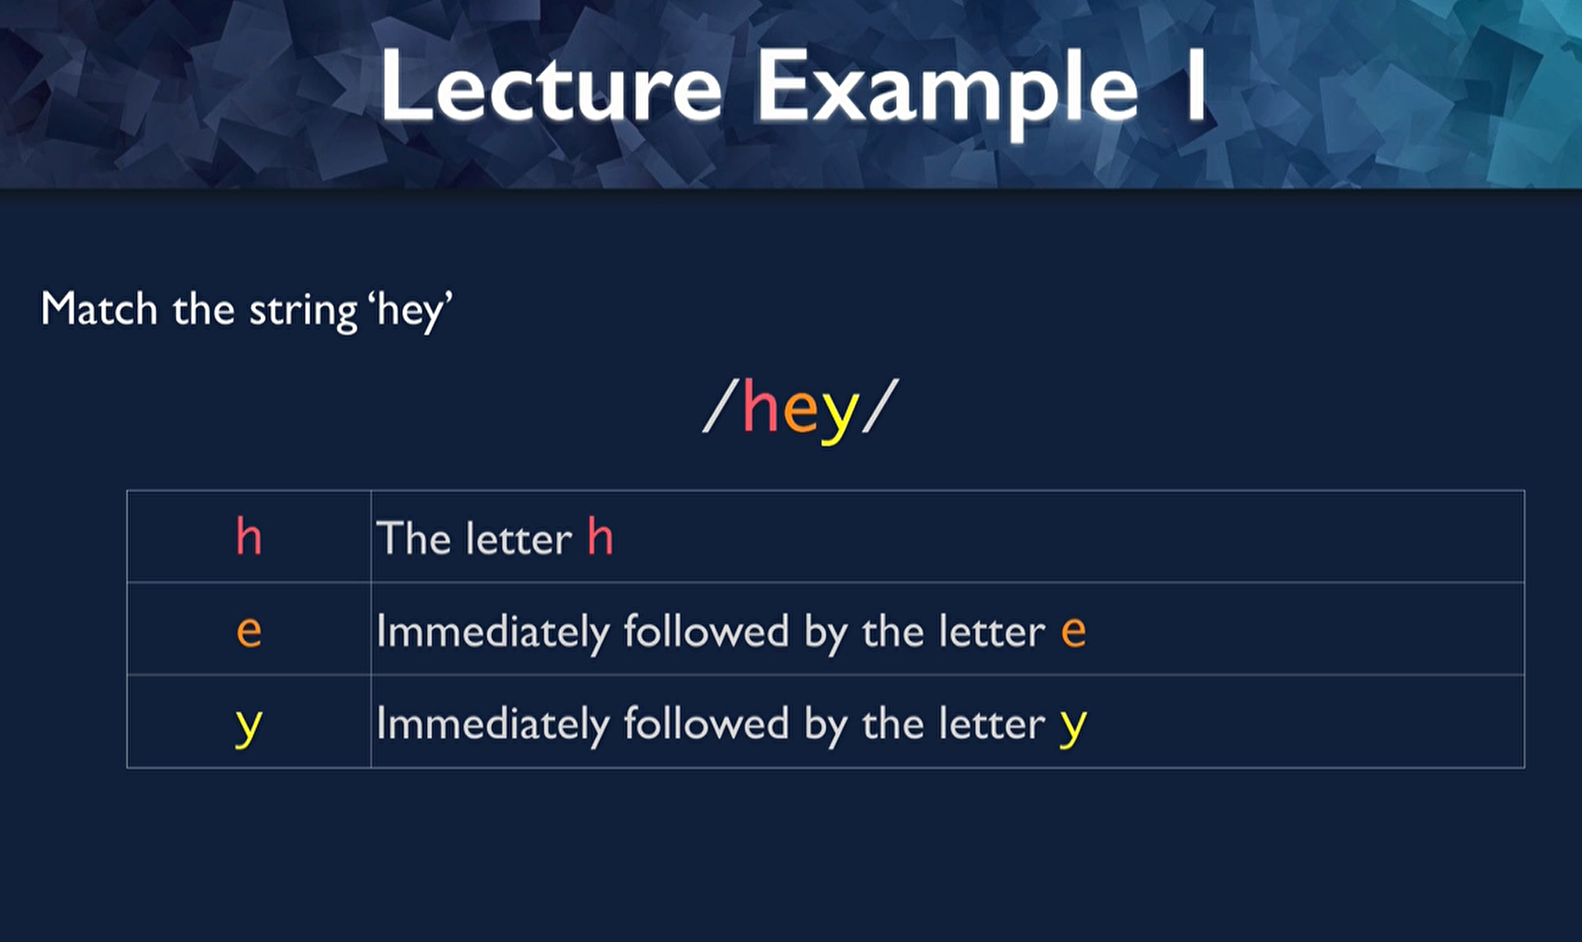 Lecture Example 1
Match the string ‘hey’
/hey/
h The letter h
e Immediately followed by the letter e
y Immediately followed by the letter y